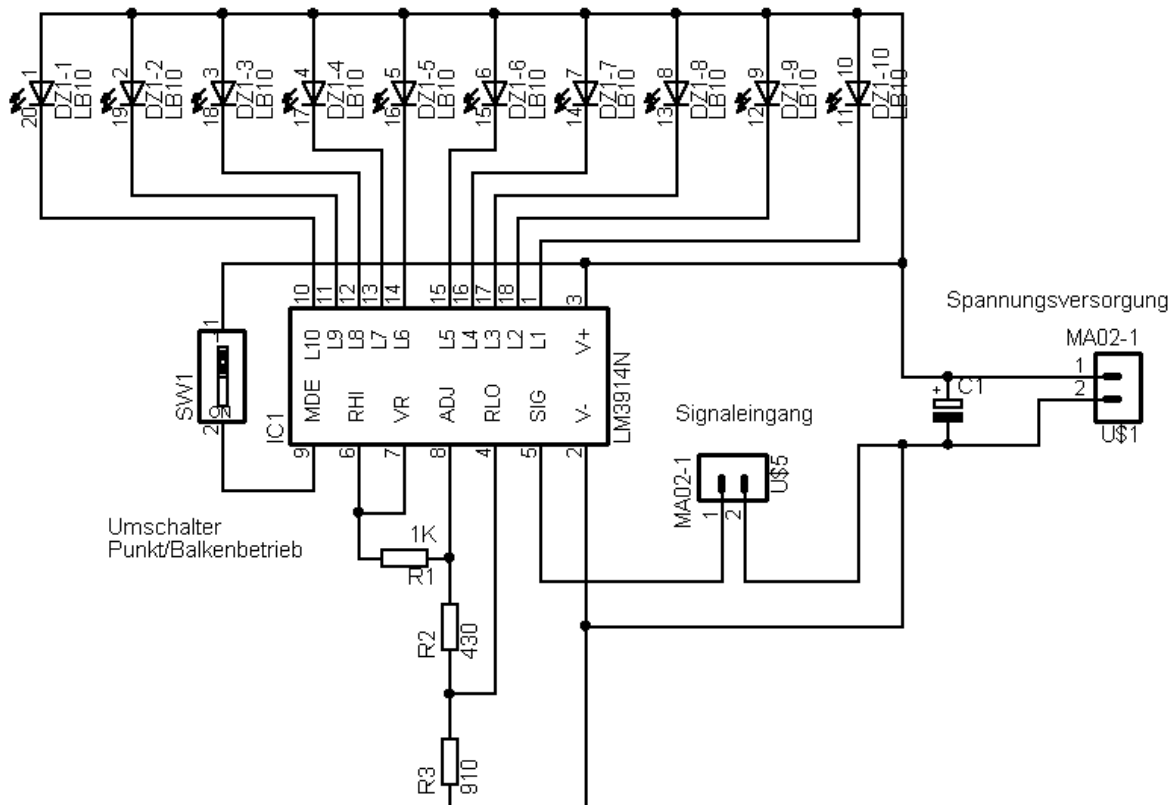 1 2 3 4 5 6 7 8 9 10
DZ1-1 DZ1-2 DZ1-3 DZ1-4 DZ1-5 DZ1-6 DZ1-7 DZ1-8 DZ1-9 DZ1-10
LB10 LB10 LB10 LB10 LB10 LB10 LB10 LB10 LB10 LB10
20 19 18 17 16 15 14 13 12 11
10 11 12 13 14 15 16 17 18 1 3
L10 L9 L8 L7 L6 L5 L4 L3 L2 L1 V+
MDE RHI VR ADJ RLO SIG V-
9 6 7 8 4 5 2
IC1
LM3914N
SW1
1
ON
2
Umschalter
Punkt/Balkenbetrieb
1K
R1
R2
430
R3
910
Signaleingang
MA02-1
U$5
1
2
Spannungsversorgung
MA02-1
1
2
U$1
+
C1